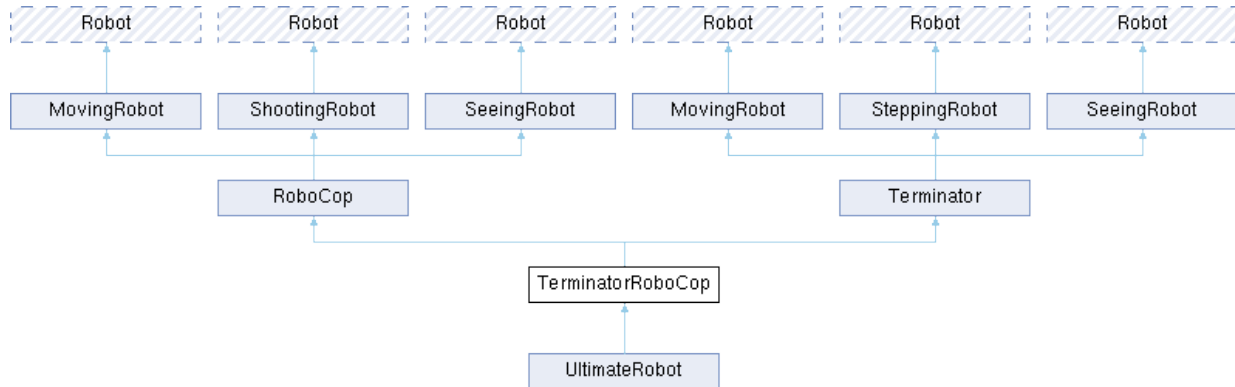 Robot
Robot
Robot
Robot
Robot
Robot
MovingRobot
ShootingRobot
SeeingRobot
MovingRobot
SteppingRobot
SeeingRobot
RoboCop
Terminator
TerminatorRoboCop
UltimateRobot